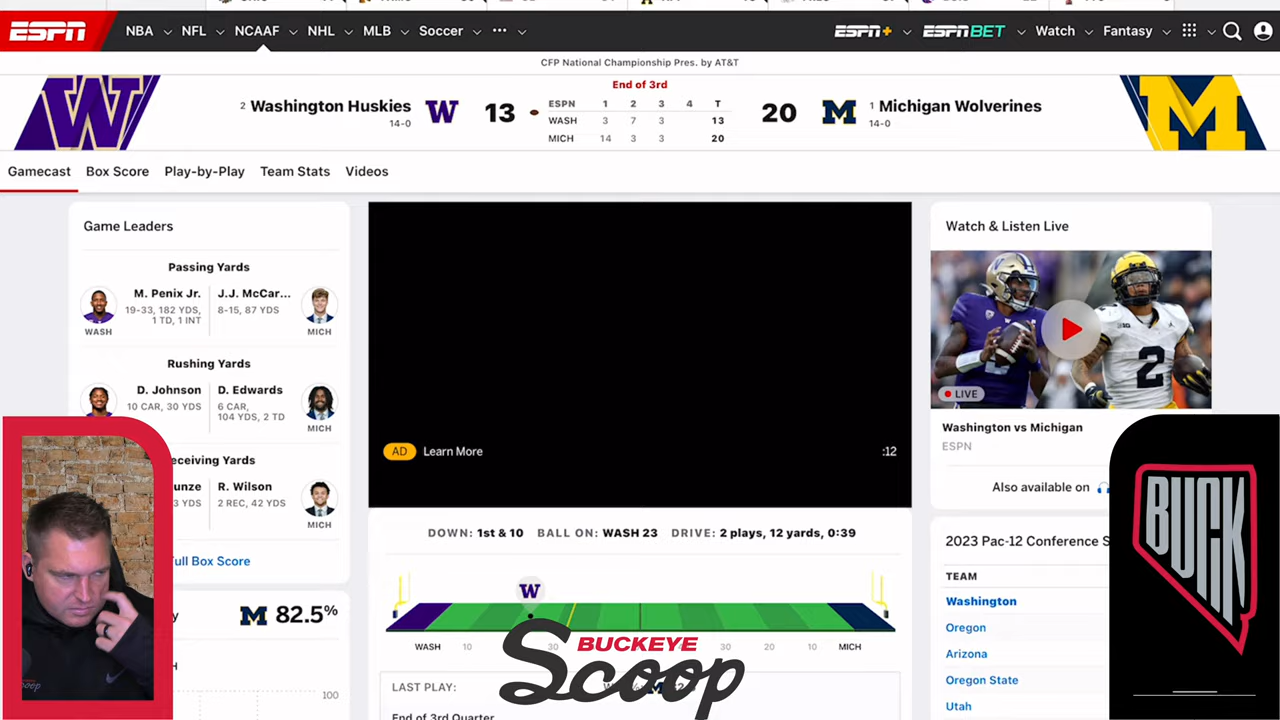 ESPN NBA NFL NCAAF NHL MLB Soccer ••• ESPN+ ESPN BET Watch Fantasy
CFP National Championship Pres. by AT&T
End of 3rd
2 Washington Huskies
14-0
W
13
ESPN 1 2 3 4 T
WASH 3 7 3 13
MICH 14 3 3 20
20
M
1 Michigan Wolverines
14-0
Gamecast Box Score Play-by-Play Team Stats Videos
Game Leaders
Passing Yards
M. Penix Jr. J.J. McCar...
19-33, 182 YDS, 8-15, 87 YDS
1 TD, 1 INT
WASH MICH
Rushing Yards
D. Johnson D. Edwards
10 CAR, 30 YDS 6 CAR,
104 YDS, 2 TD
MICH
eceiving Yards
unze R. Wilson
3 YDS 2 REC, 42 YDS
MICH
ull Box Score
M 82.5%
100
AD Learn More :12
DOWN: 1st & 10 BALL ON: WASH 23 DRIVE: 2 plays, 12 yards, 0:39
W
WASH 10 30 30 20 10 MICH
BUCKEYE
Scoop
LAST PLAY:
End of 3rd Quarter
Watch & Listen Live
2
LIVE
Washington vs Michigan
ESPN
Also available on
2023 Pac-12 Conference S
TEAM
Washington
Oregon
Arizona
Oregon State
Utah
BUCK